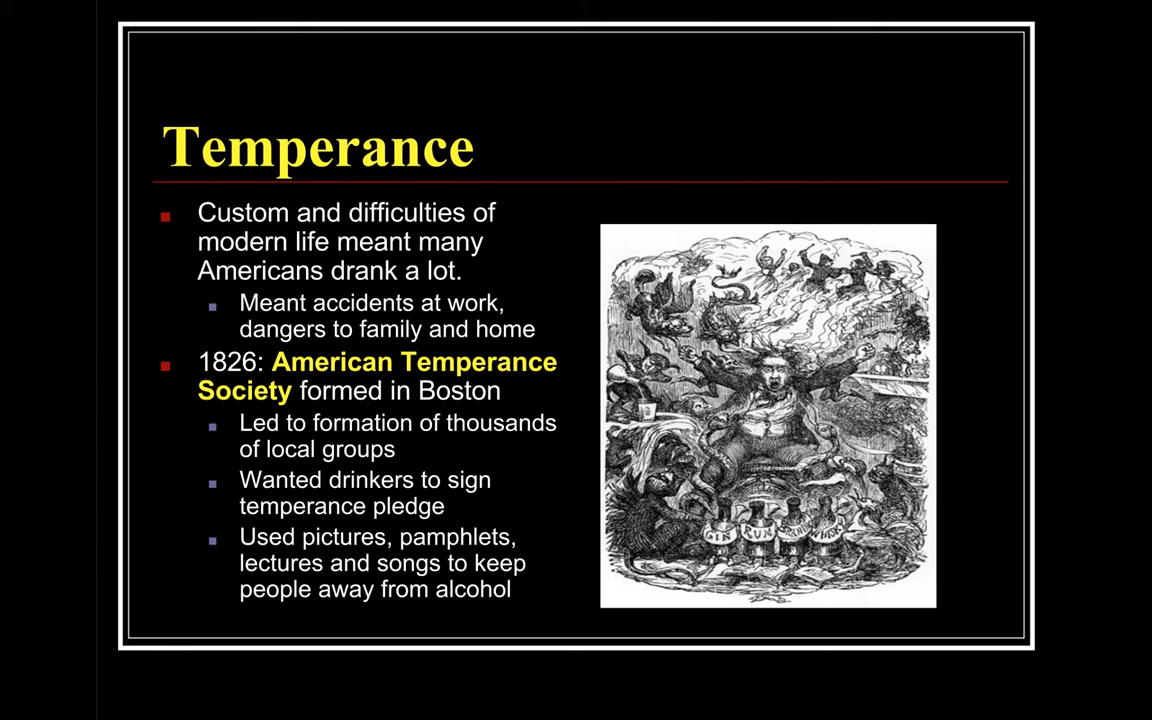 Temperance
Custom and difficulties of
modern life meant many
Americans drank a lot.
Meant accidents at work,
dangers to family and home
1826: American Temperance
Society formed in Boston
Led to formation of thousands
of local groups
Wanted drinkers to sign
temperance pledge
Used pictures, pamphlets,
lectures and songs to keep
people away from alcohol
GIN RUM